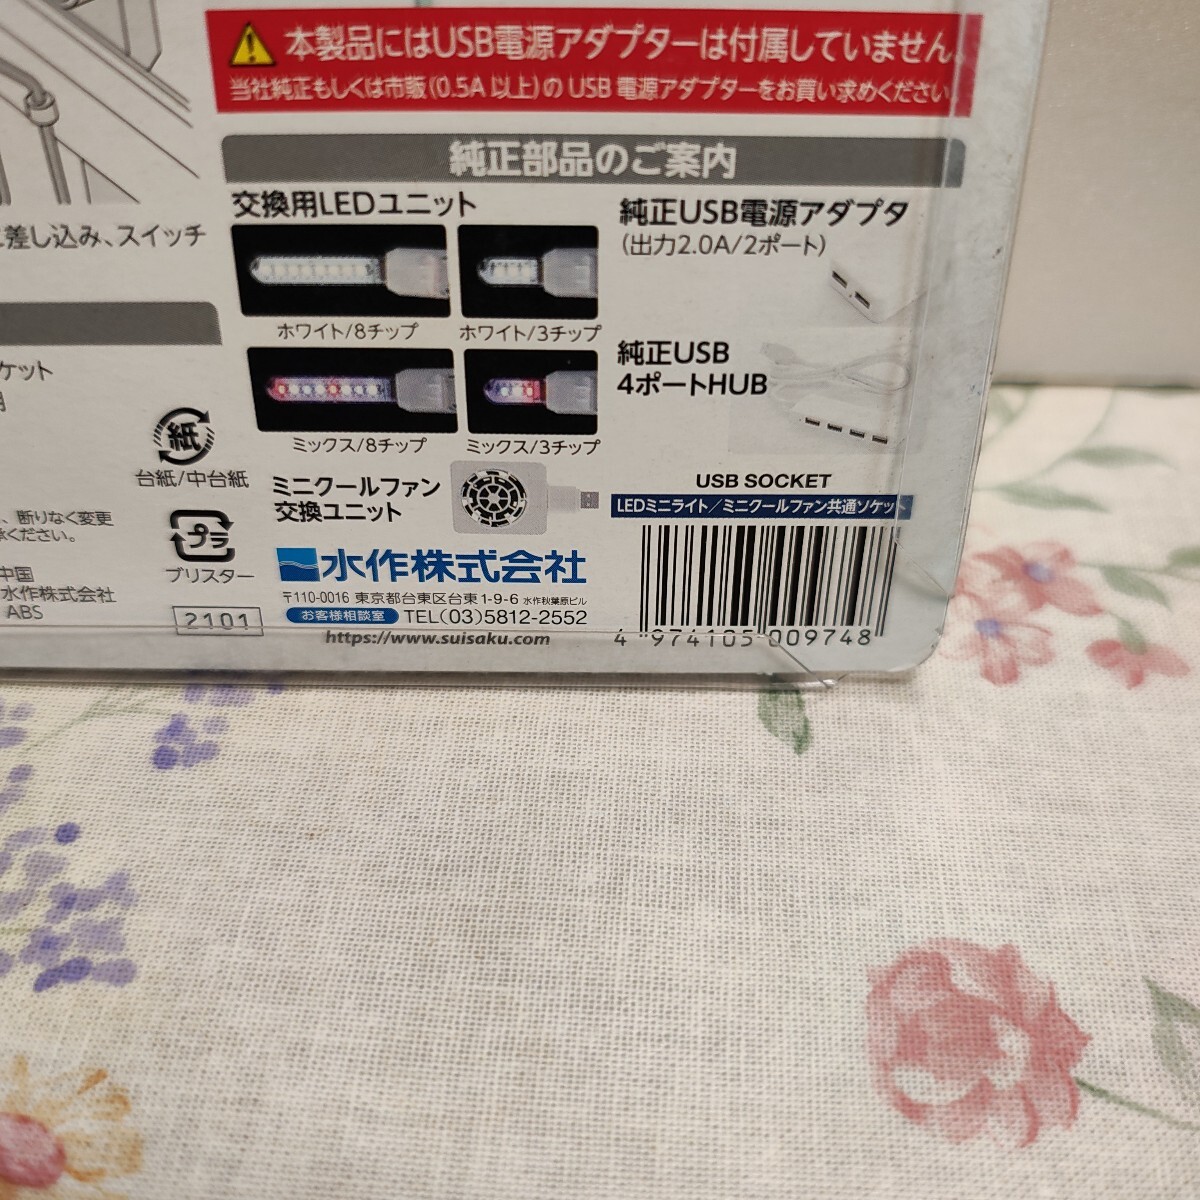 本製品にはUSB電源アダプターは付属していません。
当社純正もしくは市販(0.5A以上)のUSB電源アダプターをお買い求めください
純正部品のご案内
交換用LEDユニット
ホワイト/8チップ
ホワイト/3チップ
ミックス/8チップ
ミックス/3チップ
純正USB電源アダプタ
(出力2.0A/2ポート)
純正USB
4ポートHUB
ミニクールファン
交換ユニット
差し込み、スイッチ
ケット
紙
台紙/中台紙
プラ
ブリスター
、断りなく変更
ください。
中国
水作株式会社
ABS
2101
水作株式会社
〒110-0016 東京都台東区台東1-9-6 水作秋葉原ビル
お客様相談室 TEL(03)5812-2552
https://www.suisaku.com
USB SOCKET
LEDミニライト/ミニクールファン共通ソケット
4 974105 009748